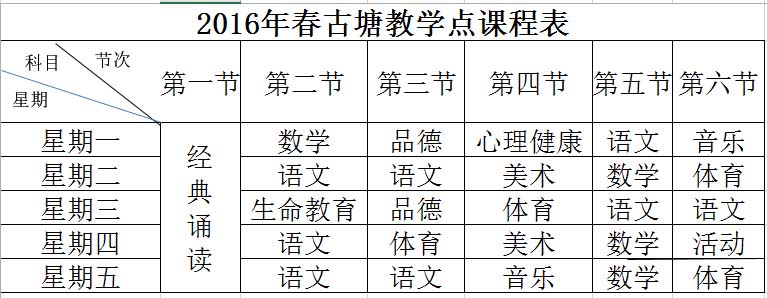 2016年春古塘教学点课程表
科目 节次 星期 第一节 第二节 第三节 第四节 第五节 第六节
星期一 经典诵读 数学 品德 心理健康 语文 音乐
星期二 语文 语文 美术 数学 体育
星期三 生命教育 品德 体育 语文 语文
星期四 语文 体育 美术 数学 活动
星期五 语文 语文 音乐 数学 体育